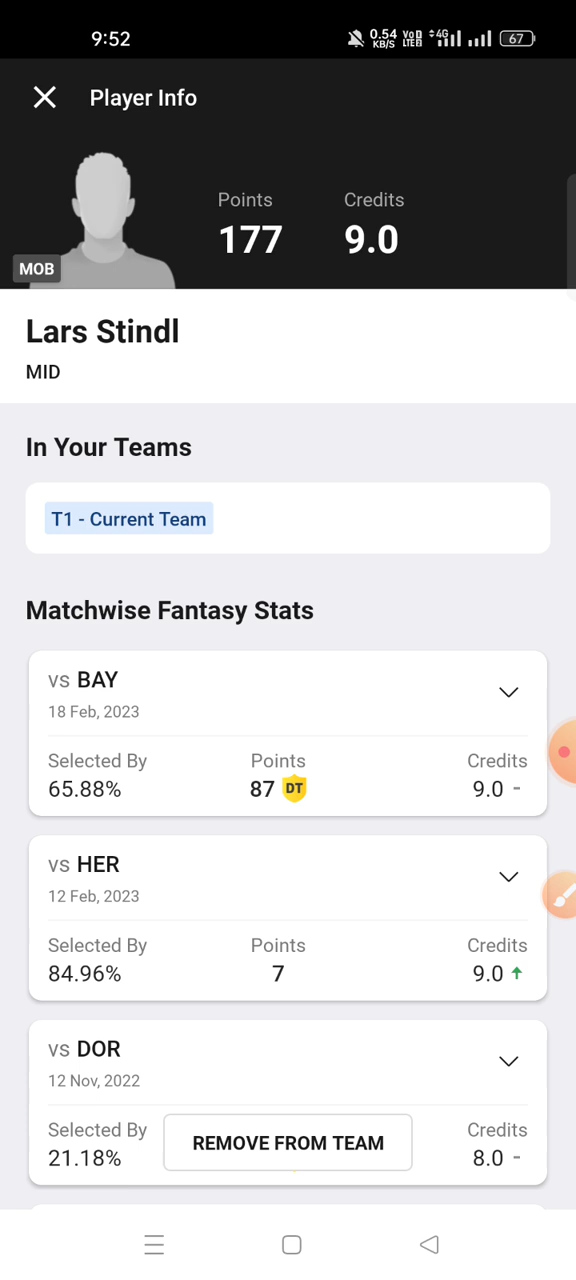 9:52
0.54 KB/S VoD LTE2 4G 67
Player Info
Points Credits
177 9.0
MOB
Lars Stindl
MID
In Your Teams
T1 - Current Team
Matchwise Fantasy Stats
vs BAY
18 Feb, 2023
Selected By Points Credits
65.88% 87 DT 9.0 -
vs HER
12 Feb, 2023
Selected By Points Credits
84.96% 7 9.0
vs DOR
12 Nov, 2022
Selected By Credits
21.18% 8.0 -
REMOVE FROM TEAM